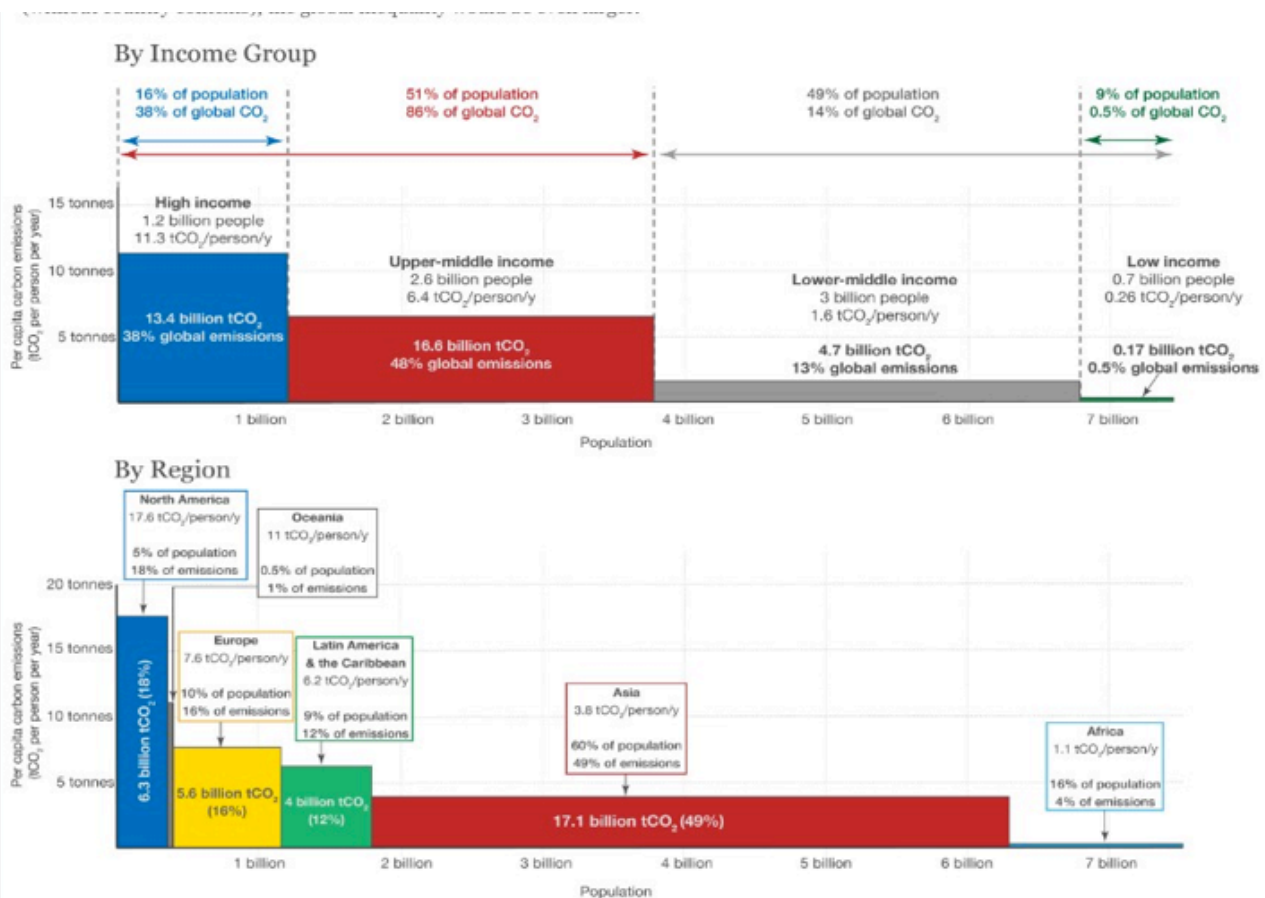 By Income Group
16% of population
38% of global CO₂
51% of population
86% of global CO₂
49% of population
14% of global CO₂
9% of population
0.5% of global CO₂
Per capita carbon emissions
(tCO₂ per person per year)
15 tonnes
10 tonnes
5 tonnes
High income
1.2 billion people
11.3 tCO₂/person/y
13.4 billion tCO₂
38% global emissions
Upper-middle income
2.6 billion people
6.4 tCO₂/person/y
16.6 billion tCO₂
48% global emissions
Lower-middle income
3 billion people
1.6 tCO₂/person/y
4.7 billion tCO₂
13% global emissions
Low income
0.7 billion people
0.26 tCO₂/person/y
0.17 billion tCO₂
0.5% global emissions
1 billion
2 billion
3 billion
4 billion
5 billion
6 billion
7 billion
Population
By Region
Per capita carbon emissions
(tCO₂ per person per year)
20 tonnes
15 tonnes
10 tonnes
5 tonnes
North America
17.6 tCO₂/person/y
5% of population
18% of emissions
6.3 billion tCO₂ (18%)
Oceania
11 tCO₂/person/y
0.5% of population
1% of emissions
Europe
7.6 tCO₂/person/y
10% of population
16% of emissions
5.6 billion tCO₂
(16%)
Latin America
& the Caribbean
6.2 tCO₂/person/y
9% of population
12% of emissions
4 billion tCO₂
(12%)
Asia
3.8 tCO₂/person/y
60% of population
49% of emissions
17.1 billion tCO₂ (49%)
Africa
1.1 tCO₂/person/y
16% of population
4% of emissions
1 billion
2 billion
3 billion
4 billion
5 billion
6 billion
7 billion
Population